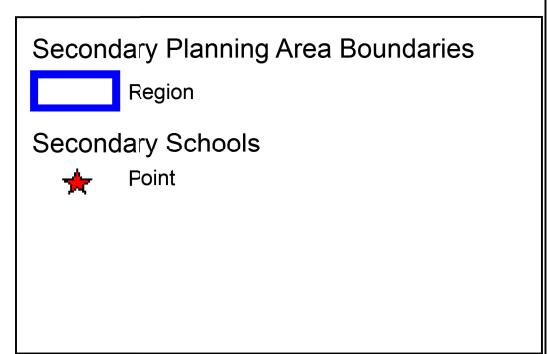 Secondary Planning Area Boundaries
Region
Secondary Schools
Point